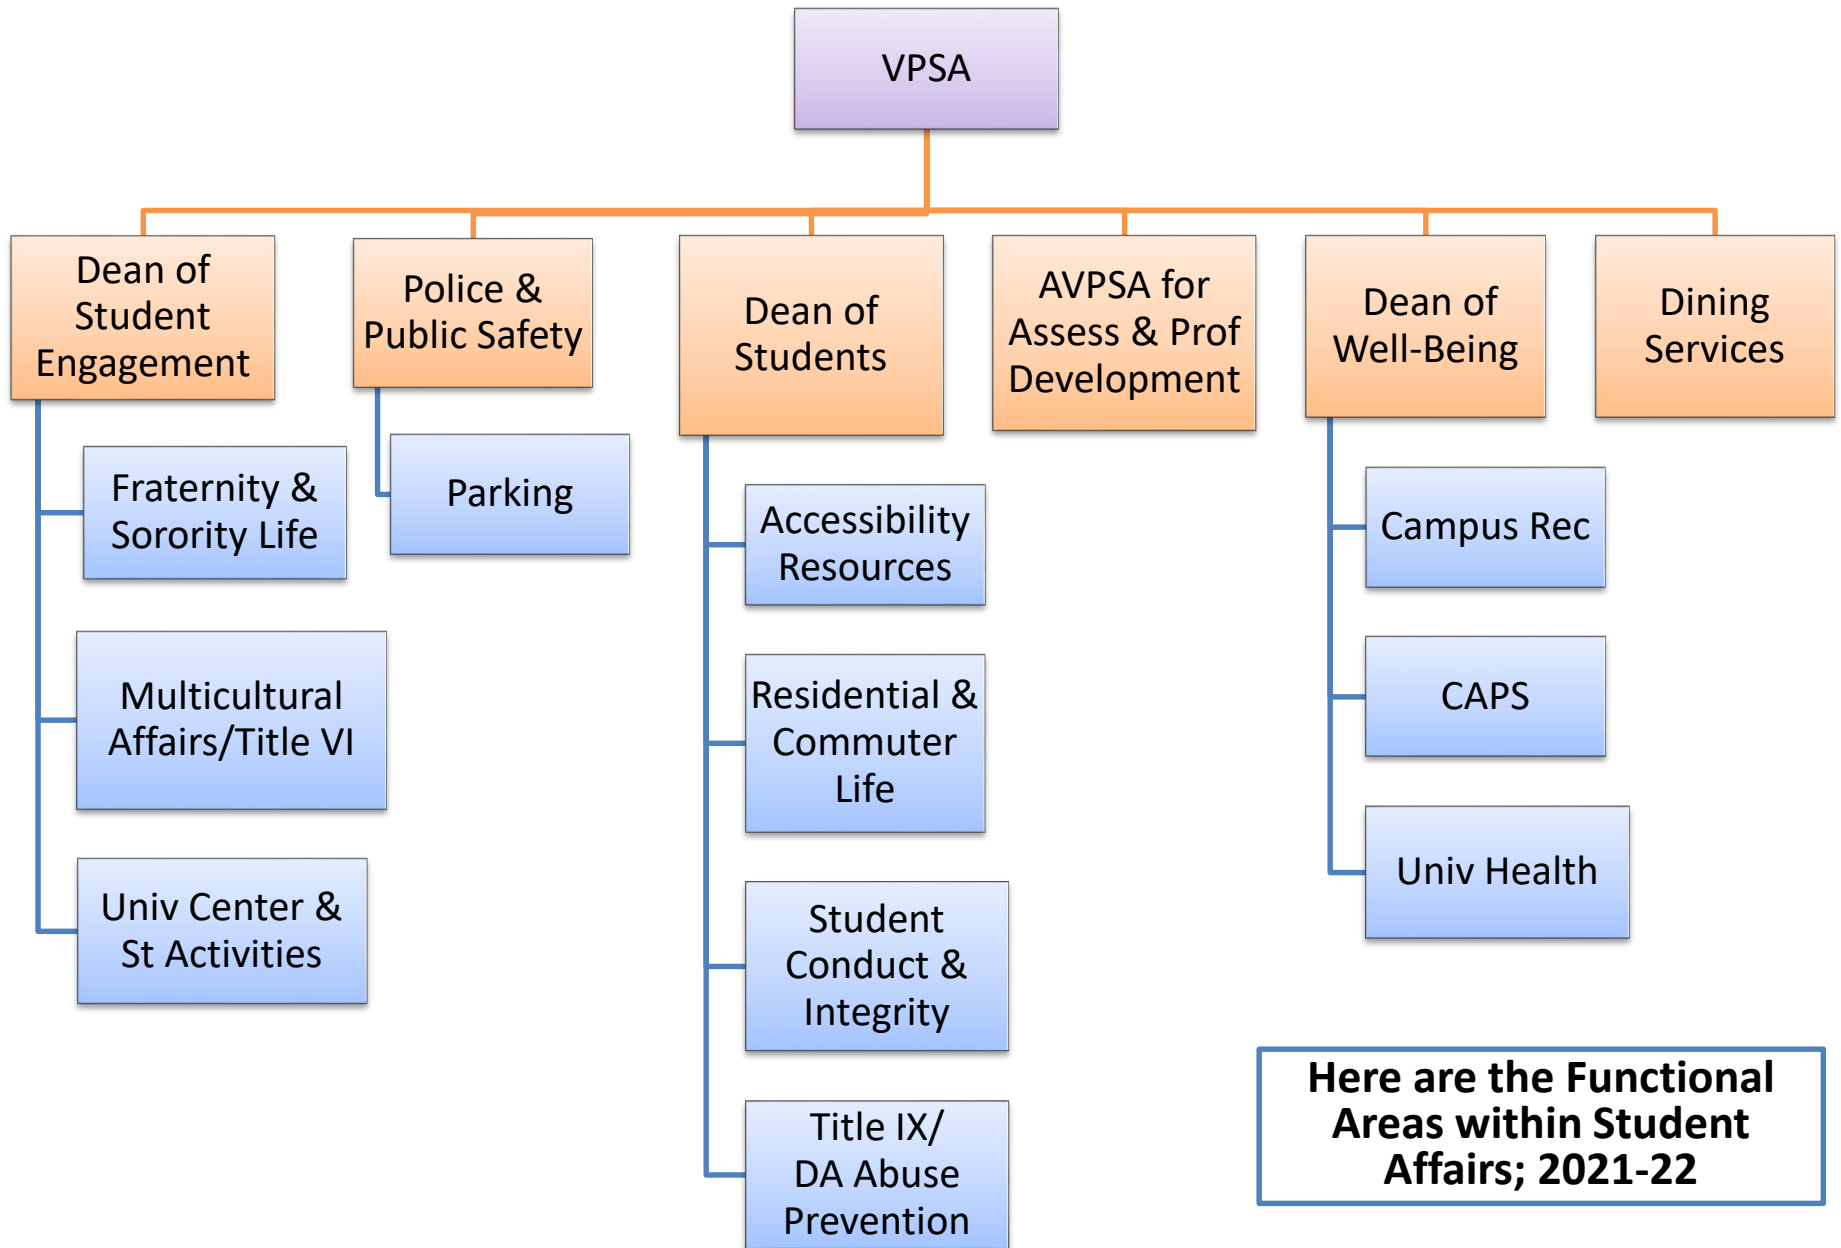 VPSA
Dean of
Student
Engagement
Police &
Public Safety
Dean of
Students
AVPSA for
Assess & Prof
Development
Dean of
Well-Being
Dining
Services
Fraternity &
Sorority Life
Multicultural
Affairs/Title VI
Univ Center &
St Activities
Parking
Accessibility
Resources
Residential &
Commuter
Life
Student
Conduct &
Integrity
Title IX/
DA Abuse
Prevention
Campus Rec
CAPS
Univ Health
Here are the Functional
Areas within Student
Affairs; 2021-22